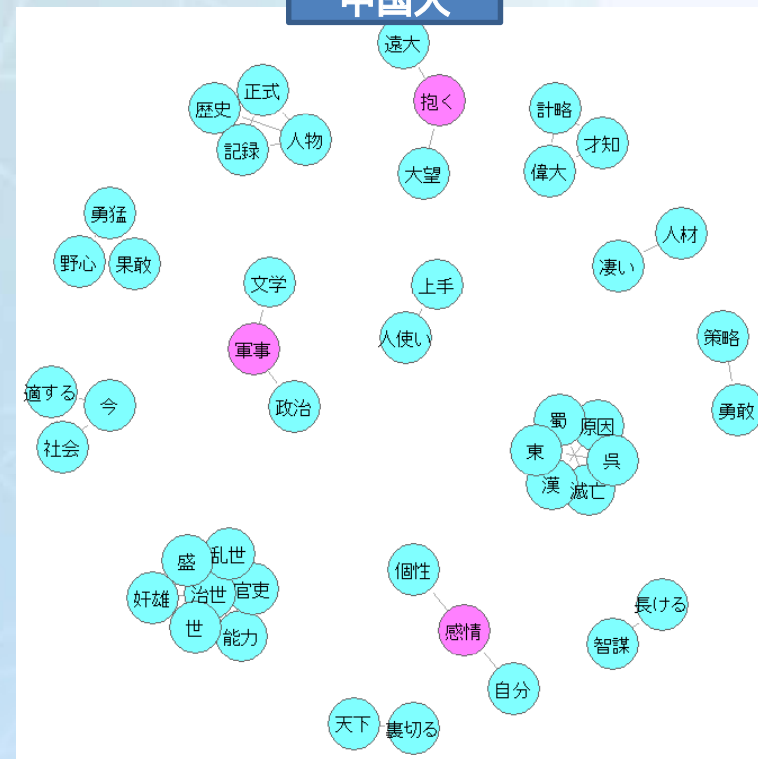 中国人
遠大
抱く
大望
正式
歴史
人物
記録
計略
才知
偉大
勇猛
野心
果敢
人材
凄い
文学
軍事
政治
上手
人使い
策略
勇敢
適する
今
社会
蜀
原因
東
呉
漢
滅亡
盛
乱世
奸雄
治世
官吏
世
能力
個性
感情
自分
長ける
智謀
天下
裏切る